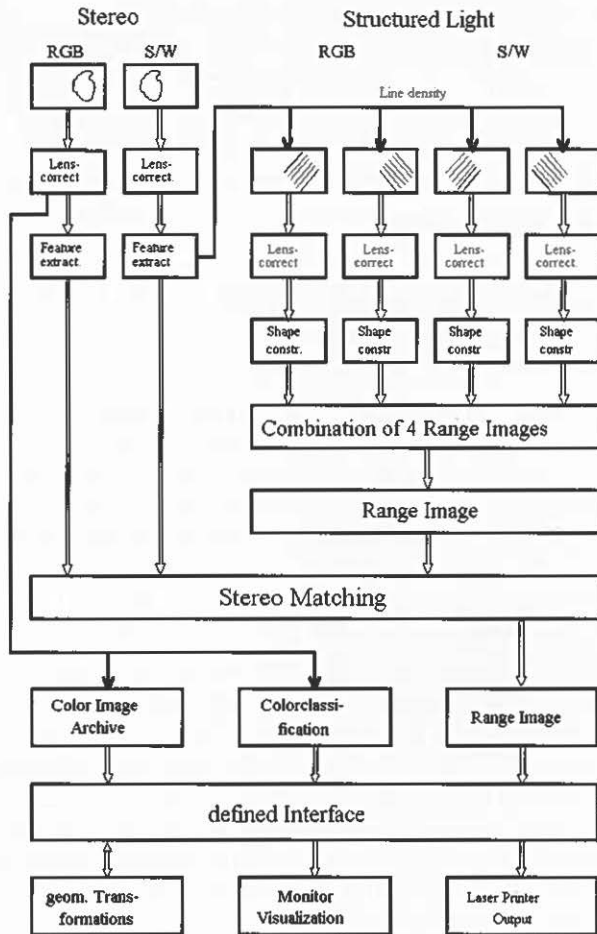 Stereo
Structured Light
RGB
S/W
RGB
S/W
Line density
Lens-
correct
Lens-
correct.
Feature
extract.
Feature
extract
Lens-
correct
Lens-
correct
Lens-
correct
Lens-
correct.
Shape
constr.
Shape
constr
Shape
constr
Shape
constr
Combination of 4 Range Images
Range Image
Stereo Matching
Color Image
Archive
Colorclassi-
fification
Range Image
defined Interface
geom. Trans-
formations
Monitor
Visualization
Laser Printer
Output